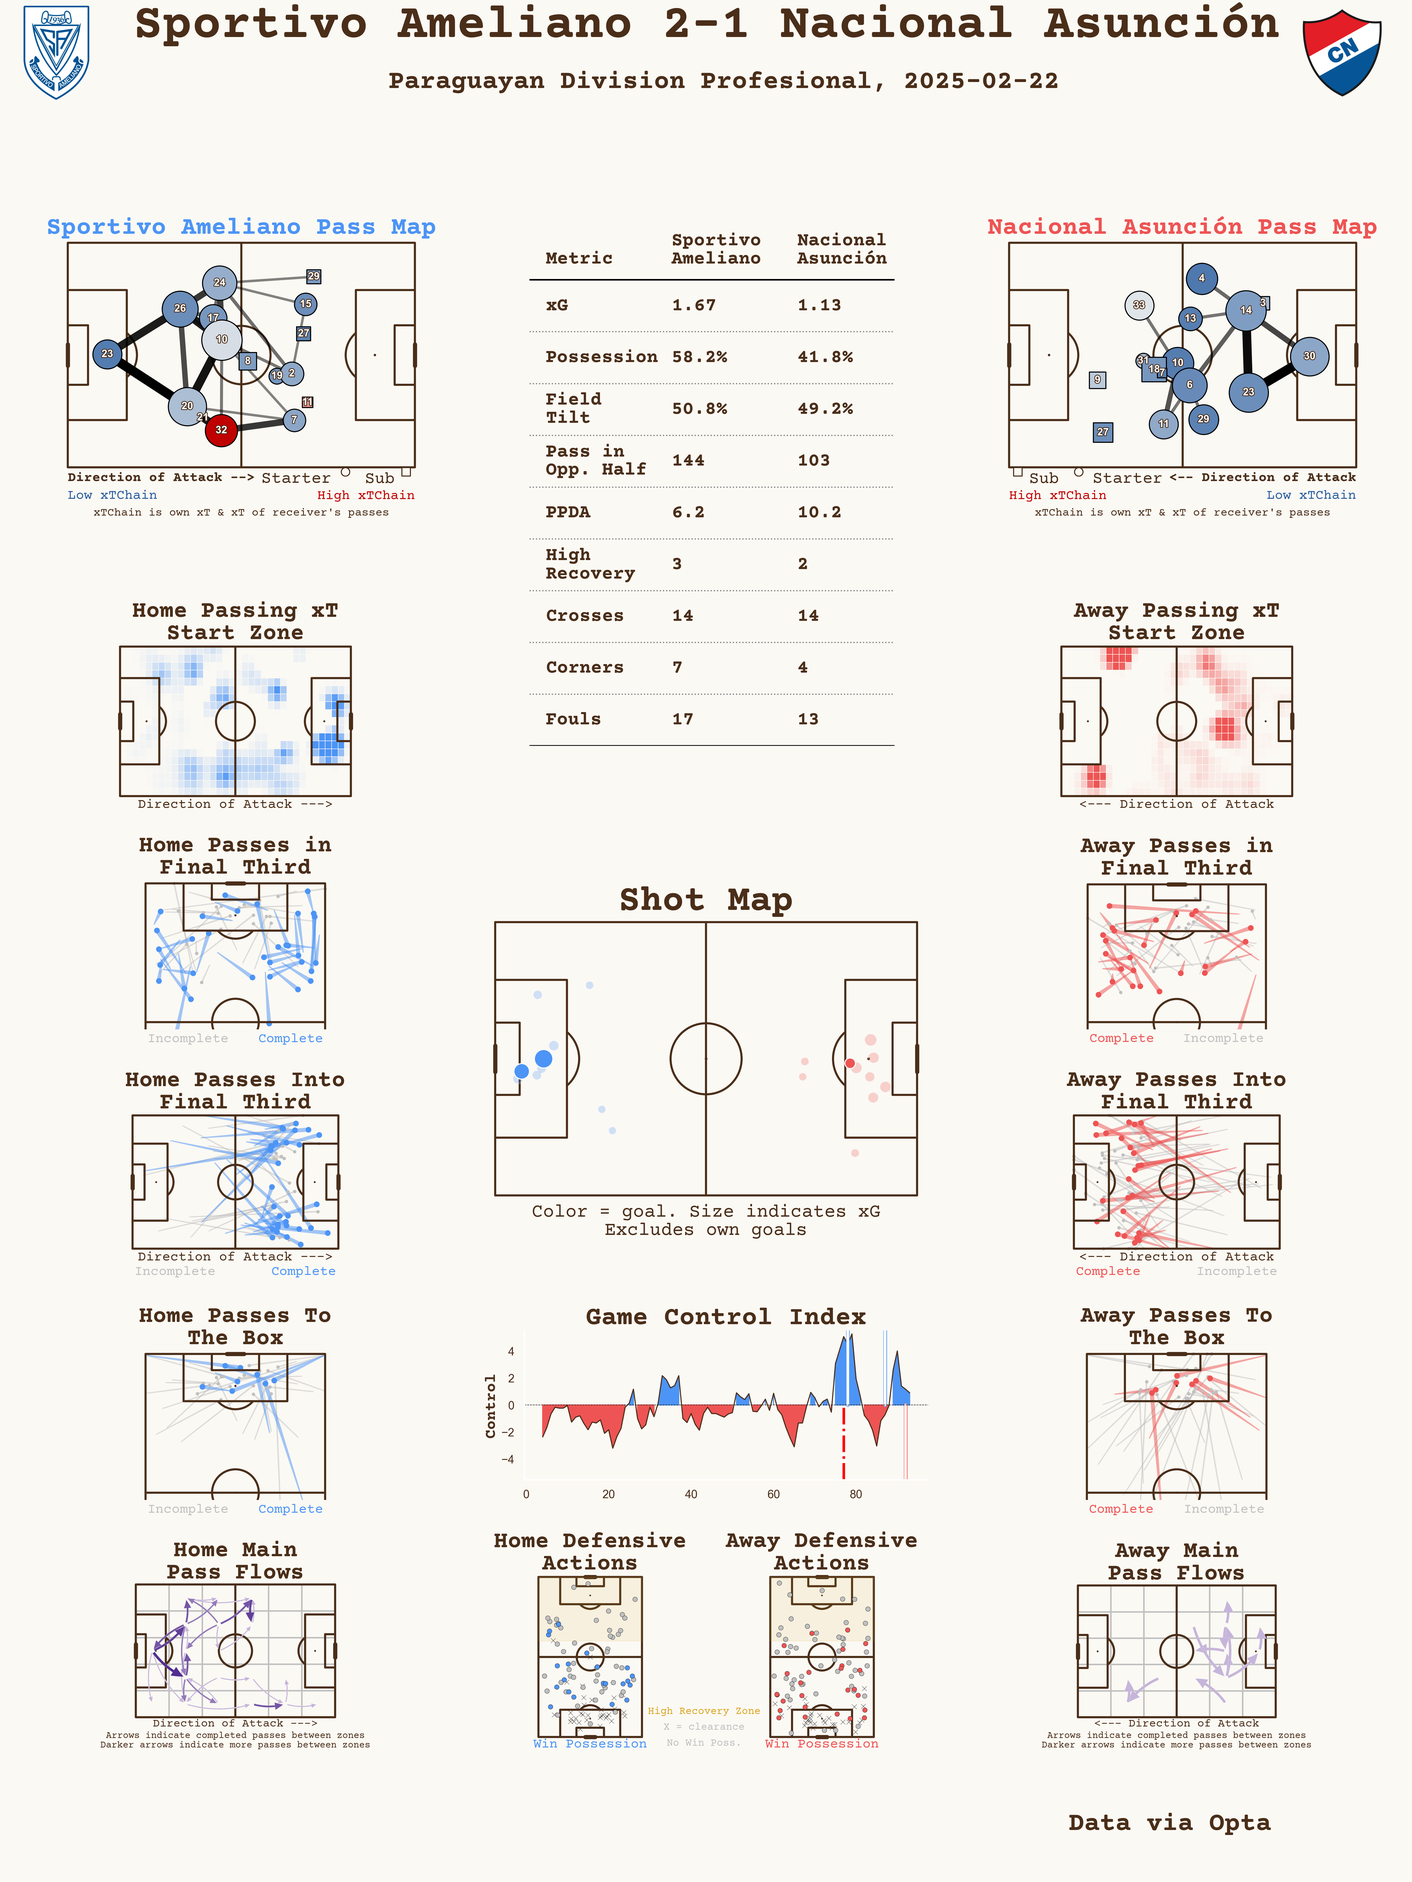 Sportivo Ameliano 2-1 Nacional Asunción
Paraguayan Division Profesional, 2025-02-22
1936
SPORTIVO AMELIANO
CN
Sportivo Ameliano Pass Map
24
29
26
15
17
27
10
23
8
19
2
20
11
21
7
32
Direction of Attack --> Starter Sub
Low xTChain High xTChain
xTChain is own xT & xT of receiver's passes
Metric Sportivo Ameliano Nacional Asunción
xG 1.67 1.13
Possession 58.2% 41.8%
Field Tilt 50.8% 49.2%
Pass in Opp. Half 144 103
PPDA 6.2 10.2
High Recovery 3 2
Crosses 14 14
Corners 7 4
Fouls 17 13
Nacional Asunción Pass Map
4
33
3
14
13
30
31
10
18
7
9
6
23
29
11
27
Sub Starter <-- Direction of Attack
High xTChain Low xTChain
xTChain is own xT & xT of receiver's passes
Home Passing xT
Start Zone
Direction of Attack --->
Away Passing xT
Start Zone
<--- Direction of Attack
Home Passes in
Final Third
Incomplete Complete
Away Passes in
Final Third
Complete Incomplete
Shot Map
Color = goal. Size indicates xG
Excludes own goals
Home Passes Into
Final Third
Direction of Attack --->
Incomplete Complete
Away Passes Into
Final Third
<--- Direction of Attack
Complete Incomplete
Home Passes To
The Box
Incomplete Complete
Game Control Index
Control
4
2
0
−2
−4
0 20 40 60 80
Away Passes To
The Box
Complete Incomplete
Home Main
Pass Flows
Direction of Attack --->
Arrows indicate completed passes between zones
Darker arrows indicate more passes between zones
Home Defensive
Actions
Win Possession
Away Defensive
Actions
Win Possession
High Recovery Zone
X = clearance
No Win Poss.
Away Main
Pass Flows
<--- Direction of Attack
Arrows indicate completed passes between zones
Darker arrows indicate more passes between zones
Data via Opta